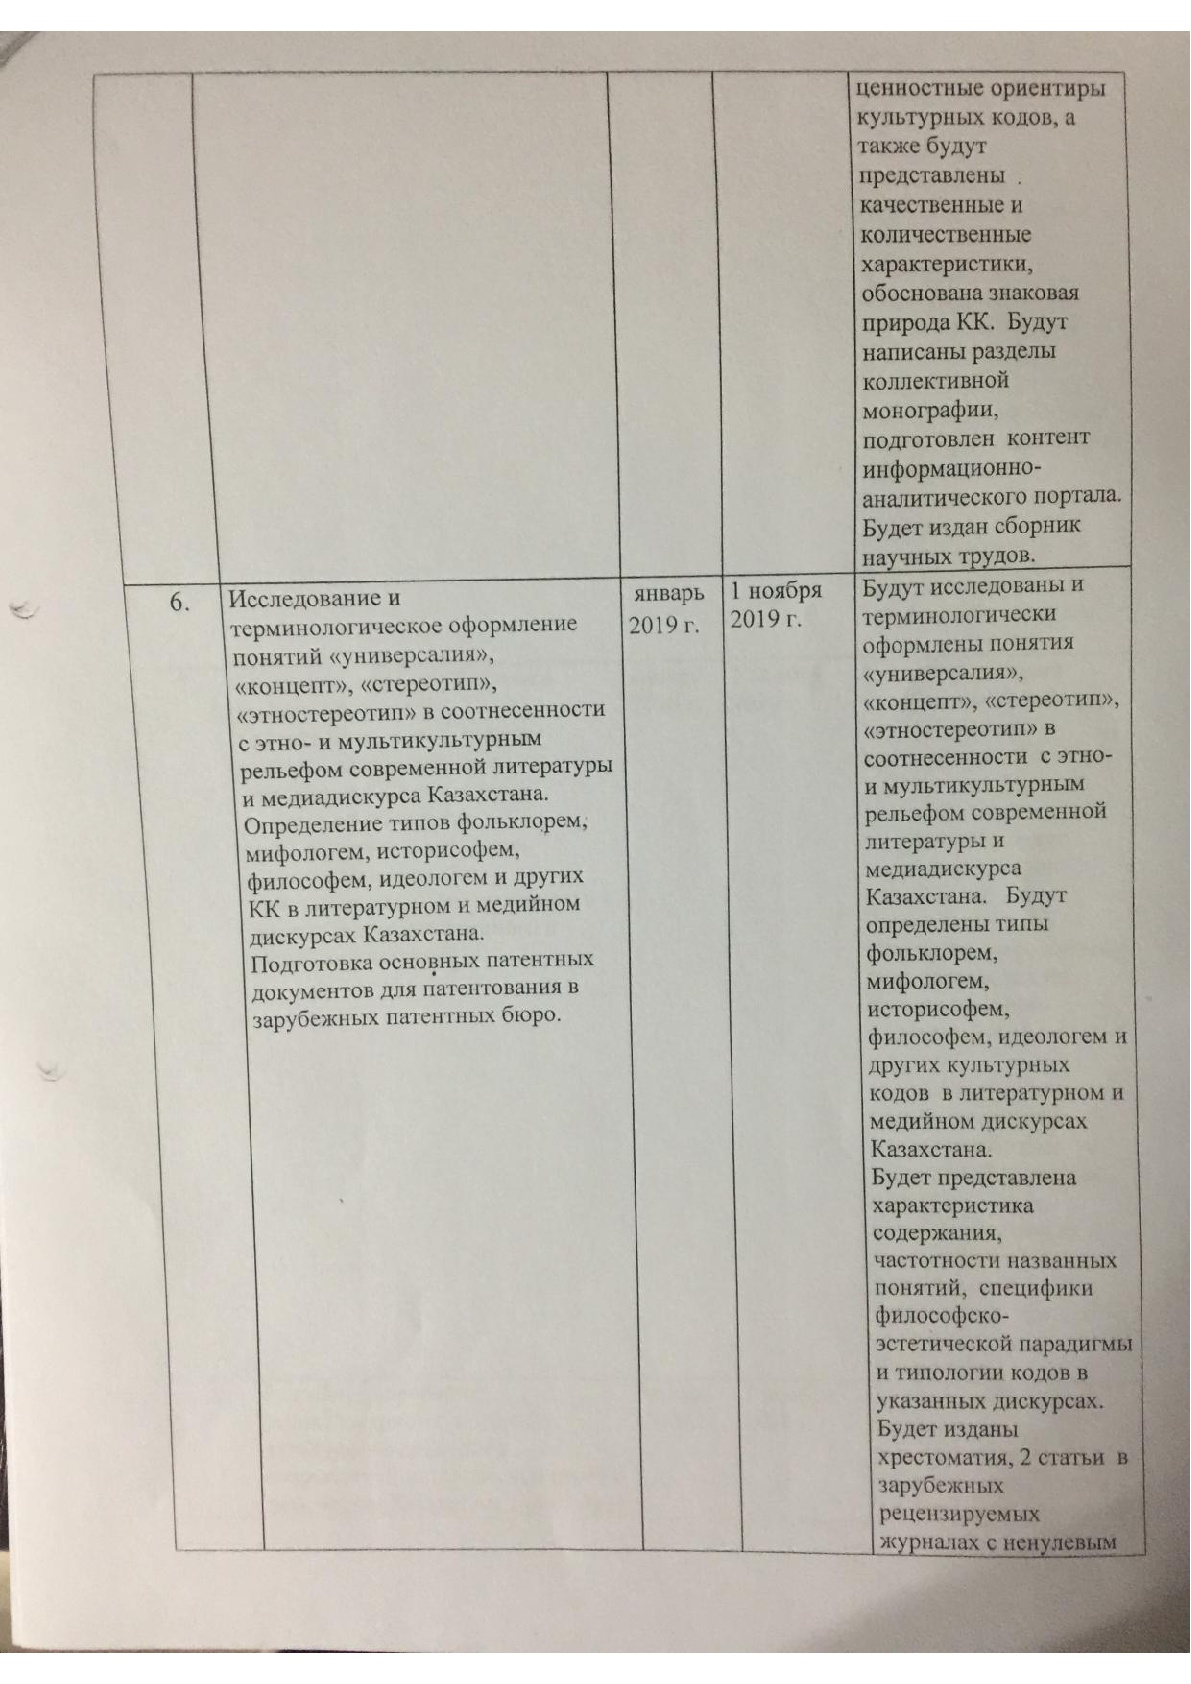 ценностные ориентиры
культурных кодов, а
также будут
представлены .
качественные и
количественные
характеристики,
обоснована знаковая
природа КК. Будут
написаны разделы
коллективной
монографии,
подготовлен контент
информационно-
аналитического портала.
Будет издан сборник
научных трудов.
6.
Исследование и
терминологическое оформление
понятий «универсалия»,
«концепт», «стереотип»,
«этностереотип» в соотнесенности
с этно- и мультикультурным
рельефом современной литературы
и медиадискурса Казахстана.
Определение типов фольклорем,
мифологем, историсофем,
философем, идеологем и других
КК в литературном и медийном
дискурсах Казахстана.
Подготовка основных патентных
документов для патентования в
зарубежных патентных бюро.
январь
2019 г.
1 ноября
2019 г.
Будут исследованы и
терминологически
оформлены понятия
«универсалия»,
«концепт», «стереотип»,
«этностереотип» в
соотнесенности с этно-
и мультикультурным
рельефом современной
литературы и
медиадискурса
Казахстана. Будут
определены типы
фольклорем,
мифологем,
историсофем,
философем, идеологем и
других культурных
кодов в литературном и
медийном дискурсах
Казахстана.
Будет представлена
характеристика
содержания,
частотности названных
понятий, специфики
философско-
эстетической парадигмы
и типологии кодов в
указанных дискурсах.
Будет изданы
хрестоматия, 2 статьи в
зарубежных
рецензируемых
журналах с ненулевым